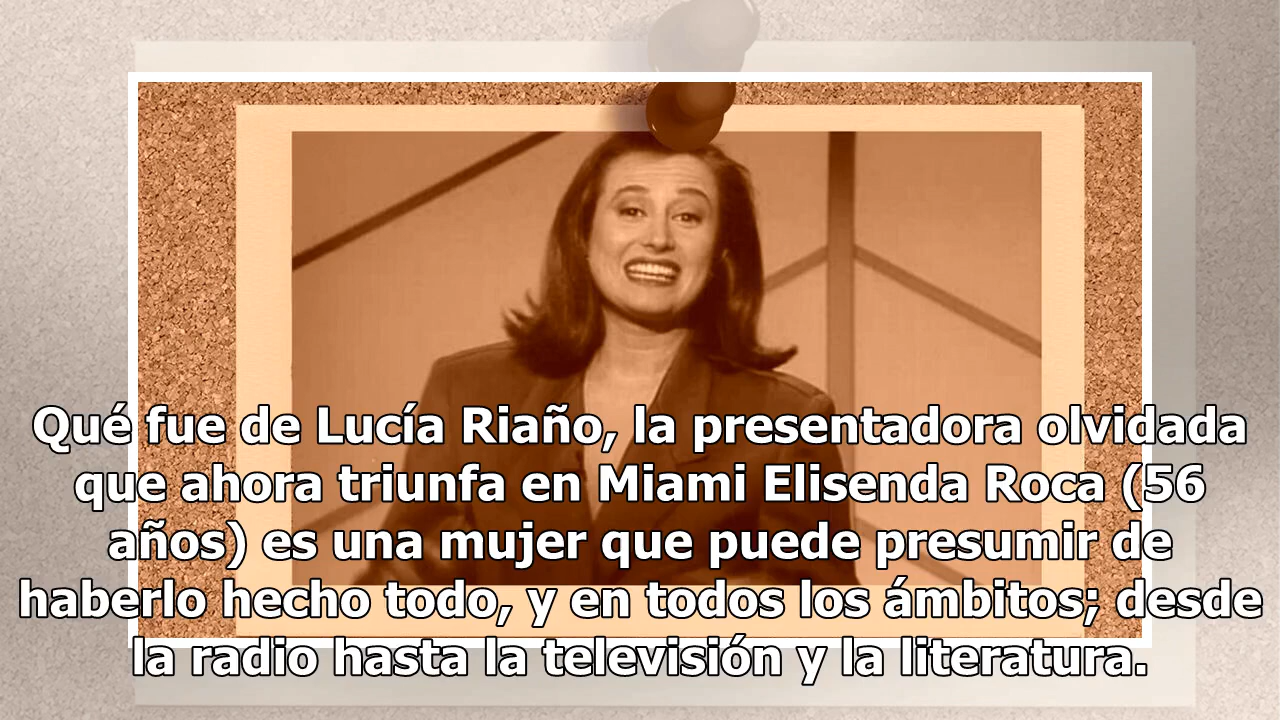 Qué fue de Lucía Riaño, la presentadora olvidada
que ahora triunfa en Miami Elisenda Roca (56
años) es una mujer que puede presumir de
haberlo hecho todo, y en todos los ámbitos; desde
la radio hasta la televisión y la literatura.